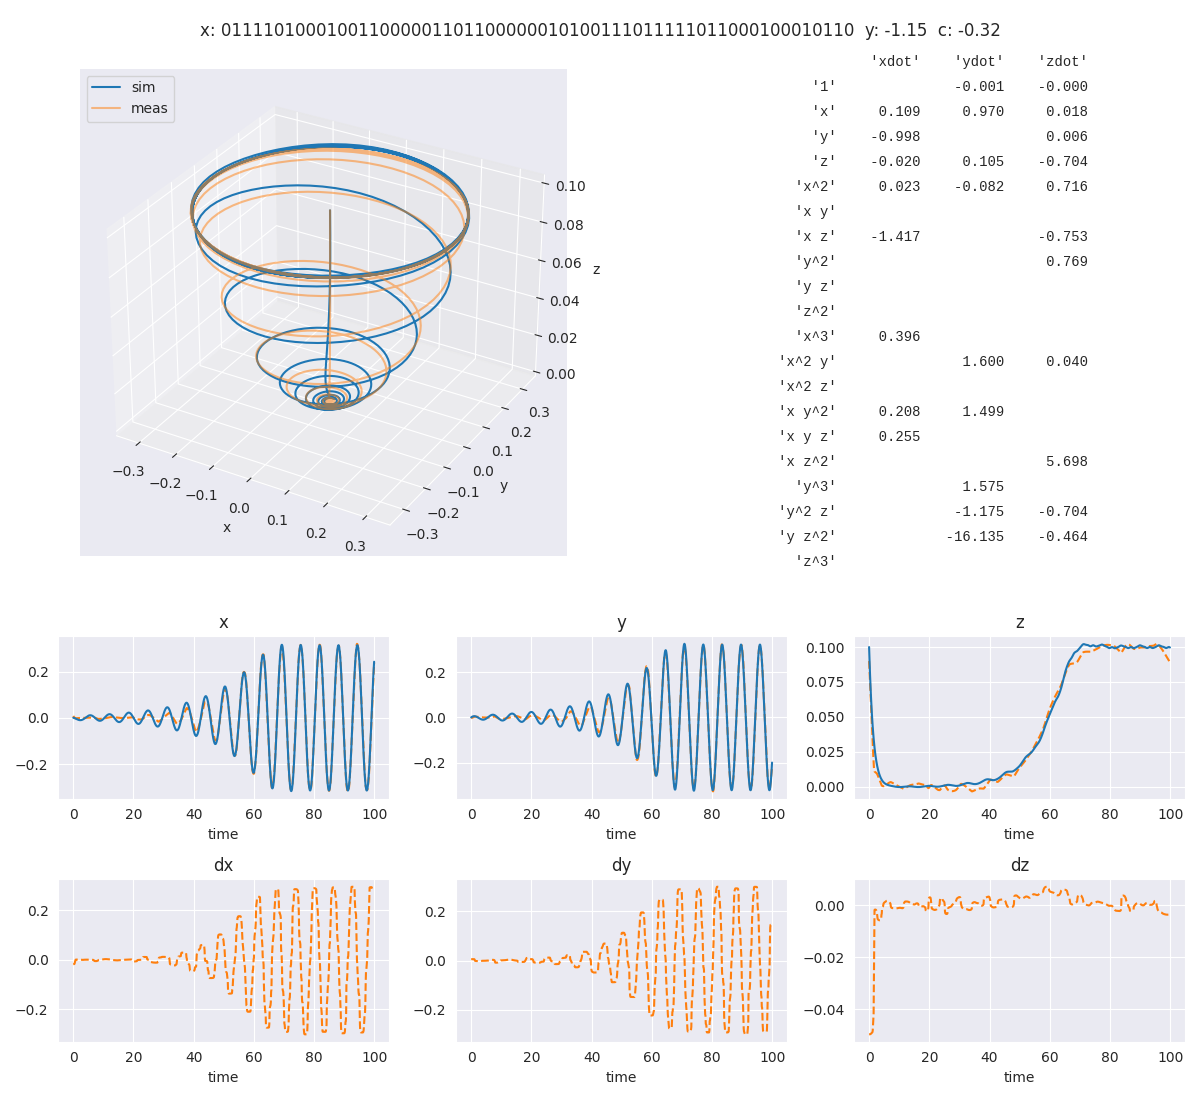 x: 011110100010011000001101100000010100111011111011000100010110  y: -1.15  c: -0.32
sim
meas
0.10
0.08
0.06
0.04
0.02
0.00
z
0.3
0.2
0.1
0.0
−0.1
−0.2
−0.3
y
−0.3
−0.2
−0.1
0.0
0.1
0.2
0.3
x
'xdot' 'ydot' 'zdot'
'1' -0.001 -0.000
'x' 0.109 0.970 0.018
'y' -0.998 0.006
'z' -0.020 0.105 -0.704
'x^2' 0.023 -0.082 0.716
'x y'
'x z' -1.417 -0.753
'y^2' 0.769
'y z'
'z^2'
'x^3' 0.396
'x^2 y' 1.600 0.040
'x^2 z'
'x y^2' 0.208 1.499
'x y z' 0.255
'x z^2' 5.698
'y^3' 1.575
'y^2 z' -1.175 -0.704
'y z^2' -16.135 -0.464
'z^3'
x
0.2
0.0
−0.2
0 20 40 60 80 100
time
y
0.2
0.0
−0.2
0 20 40 60 80 100
time
z
0.100
0.075
0.050
0.025
0.000
0 20 40 60 80 100
time
dx
0.2
0.0
−0.2
0 20 40 60 80 100
time
dy
0.2
0.0
−0.2
0 20 40 60 80 100
time
dz
0.00
−0.02
−0.04
0 20 40 60 80 100
time